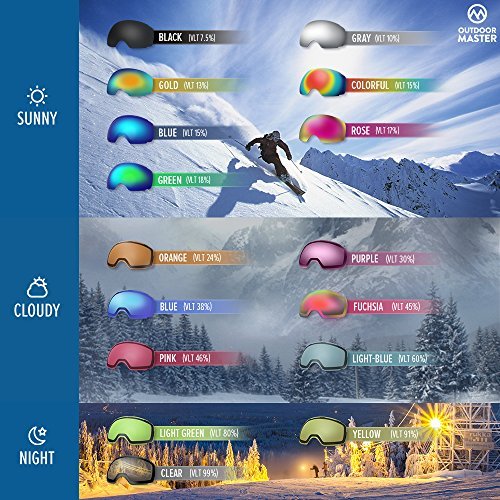 OUTDOOR
MASTER
BLACK (VLT 7.5%)
GRAY (VLT 10%)
GOLD (VLT 13%)
COLORFUL (VLT 15%)
SUNNY
BLUE (VLT 15%)
ROSE (VLT 17%)
GREEN (VLT 18%)
ORANGE (VLT 24%)
PURPLE (VLT 30%)
CLOUDY
BLUE (VLT 38%)
FUCHSIA (VLT 45%)
PINK (VLT 46%)
LIGHT-BLUE (VLT 60%)
LIGHT GREEN (VLT 80%)
YELLOW (VLT 91%)
NIGHT
CLEAR (VLT 99%)